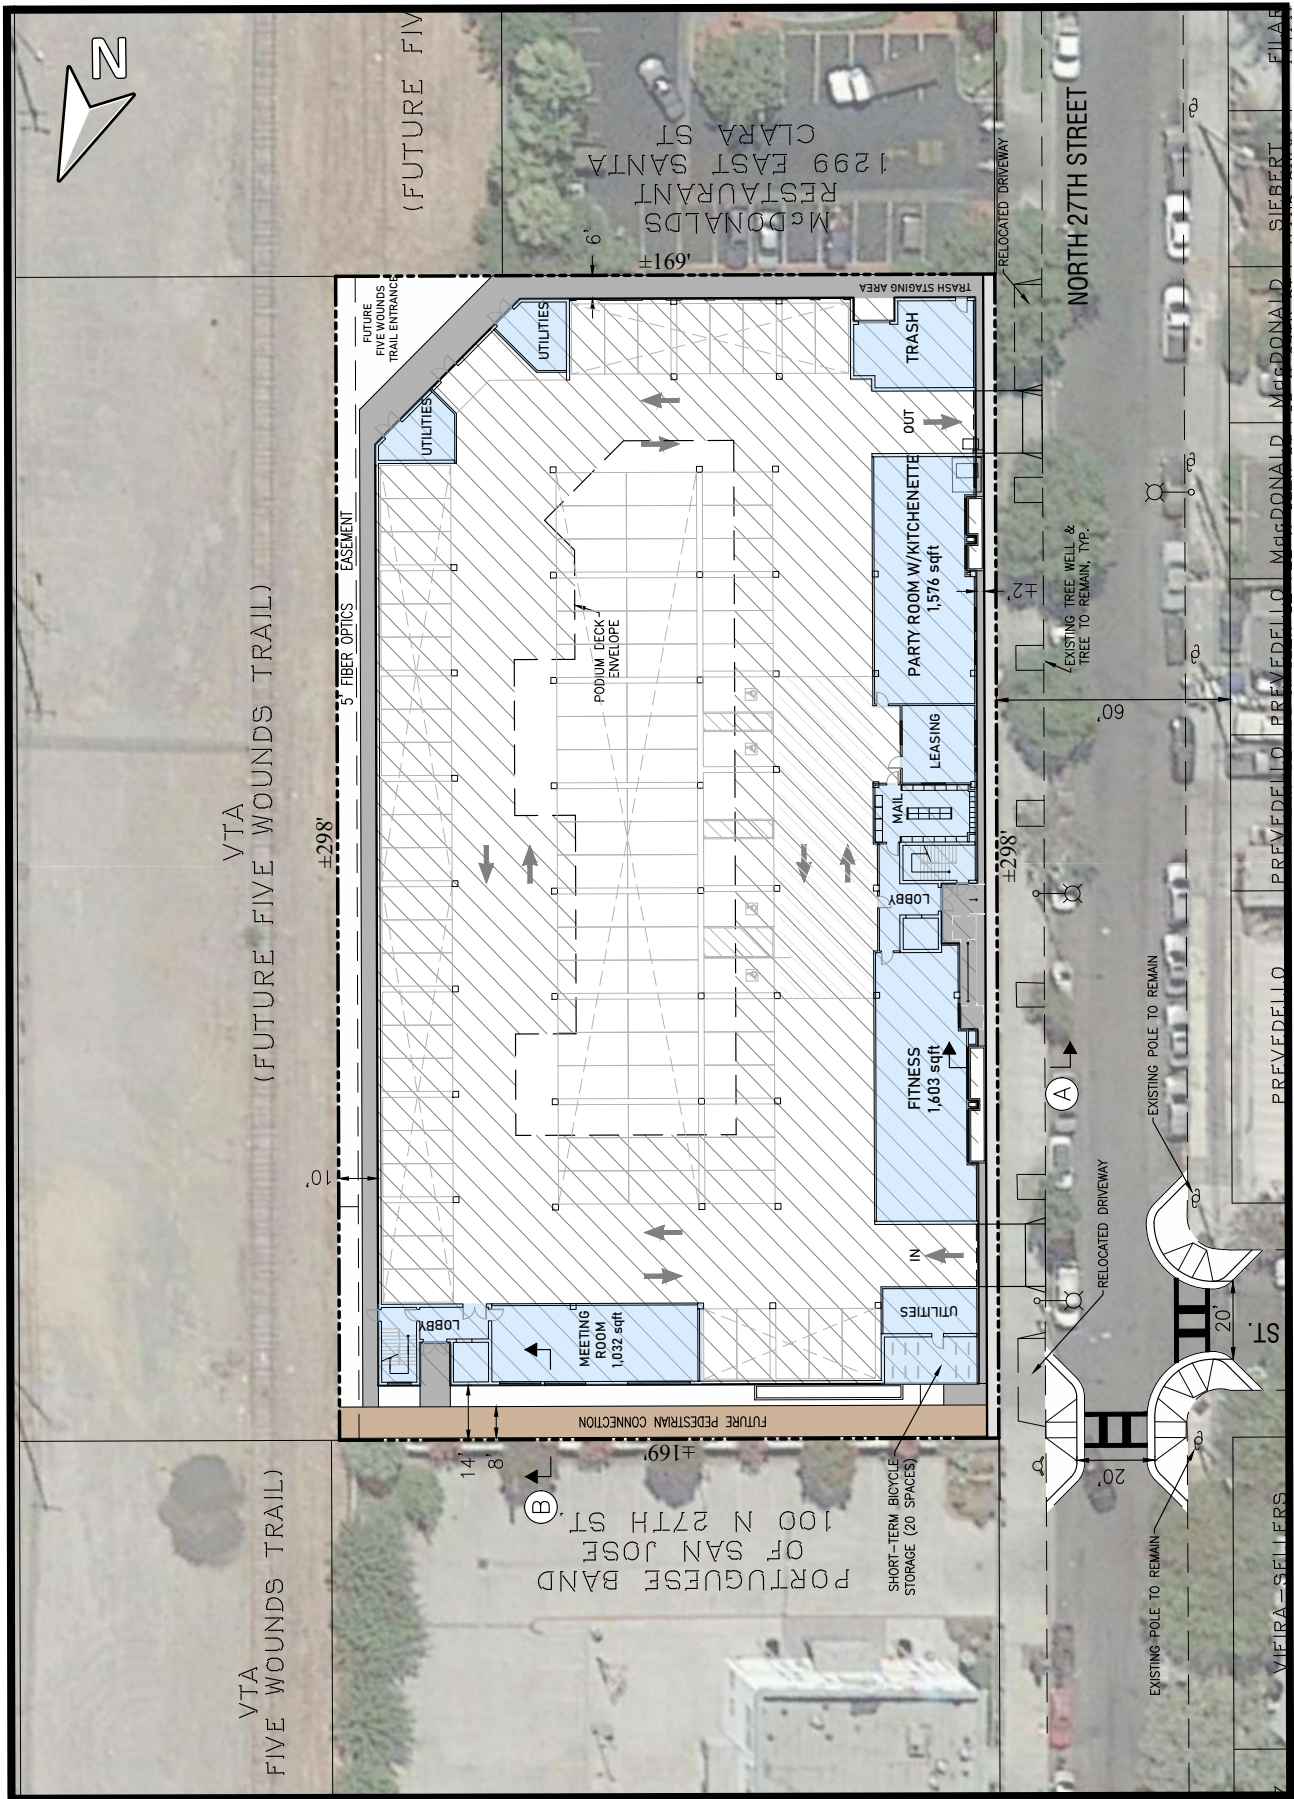 N
(FUTURE FIV
McDONALDS
RESTAURANT
1299 EAST SANTA
CLARA ST
RELOCATED DRIVEWAY
NORTH 27TH STREET
SIEBERT
6'
±169'
FUTURE
FIVE WOUNDS
TRAIL ENTRANCE
TRASH STAGING AREA
UTILITIES
TRASH
McDONALD
UTILITIES
OUT
McDONALD
5' FIBER OPTICS EASEMENT
PARTY ROOM W/KITCHENETTE
1,576 sqft
EXISTING TREE WELL &
TREE TO REMAIN, TYP.
±2'
PODIUM DECK
ENVELOPE
PREVEDELLO
60'
LEASING
PREVEDELLO
VTA
(FUTURE FIVE WOUNDS TRAIL)
±298'
MAIL
±298'
PREVEDELLO
LOBBY
FITNESS
1,603 sqft
A
EXISTING POLE TO REMAIN
PREVEDELLO
10'
IN
RELOCATED DRIVEWAY
LOBBY
MEETING
ROOM
1,032 sqft
UTILITIES
20'
ST.
FUTURE PEDESTRIAN CONNECTION
14'
8'
±169'
20'
B
SHORT-TERM BICYCLE
STORAGE (20 SPACES)
PORTUGUESE BAND
OF SAN JOSE
100 N 27TH ST.
EXISTING POLE TO REMAIN
VIEIRA-SELLERS
VTA
FIVE WOUNDS TRAIL)